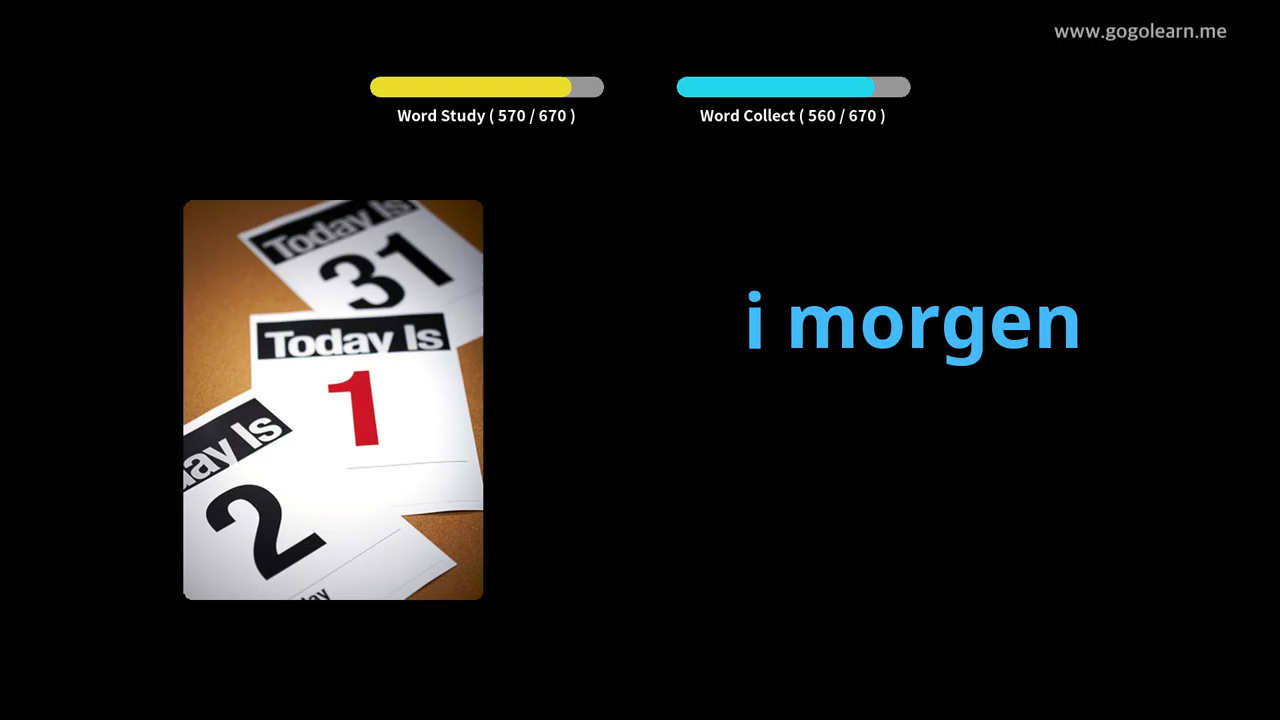 www.gogolearn.me
Word Study ( 570 / 670 )
Word Collect ( 560 / 670 )
Today Is
31
Today Is
1
ay Is
2
ay
i morgen